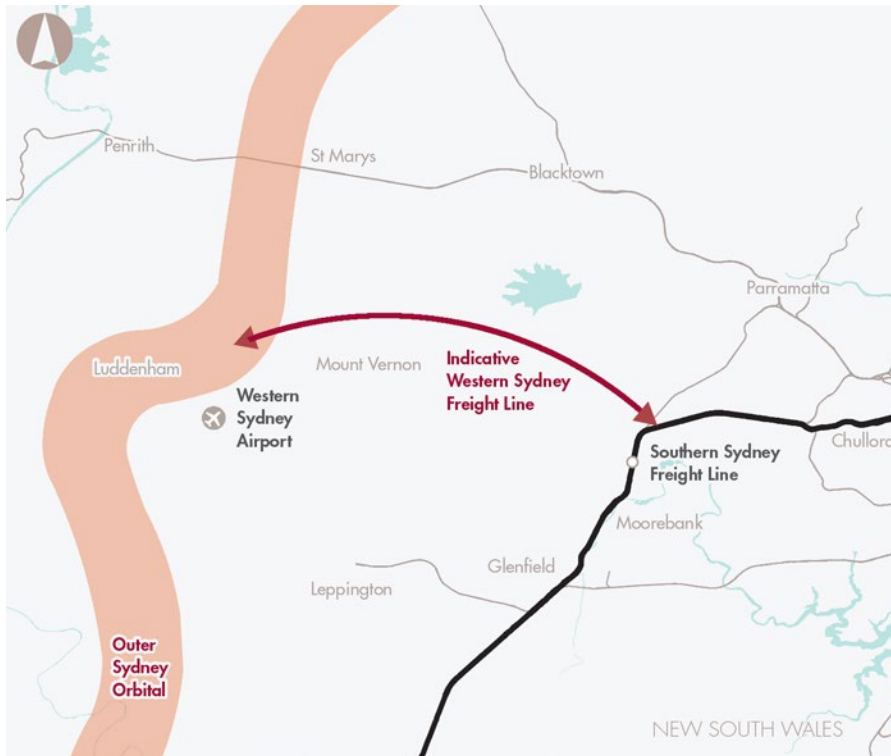 Penrith
St Marys
Blacktown
Parramatta
Luddenham
Mount Vernon
Indicative
Western Sydney
Freight Line
Western
Sydney
Airport
Chullord
Southern Sydney
Freight Line
Moorebank
Glenfield
Leppington
Outer
Sydney
Orbital
NEW SOUTH WALES